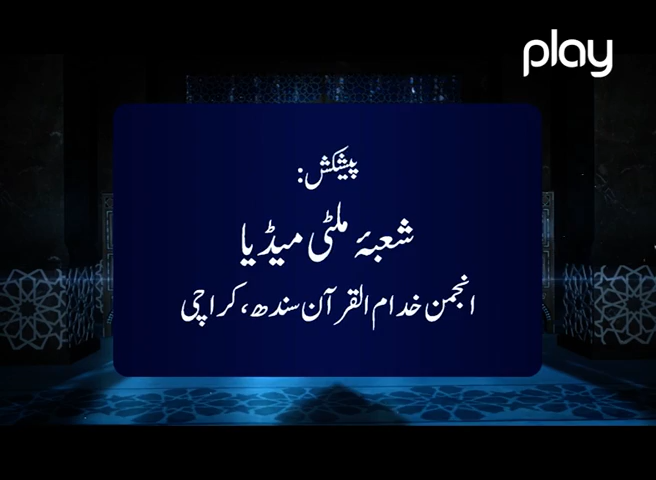 play
پیشکش:
شعبۂ ملٹی میڈیا
انجمن خدام القرآن سندھ، کراچی